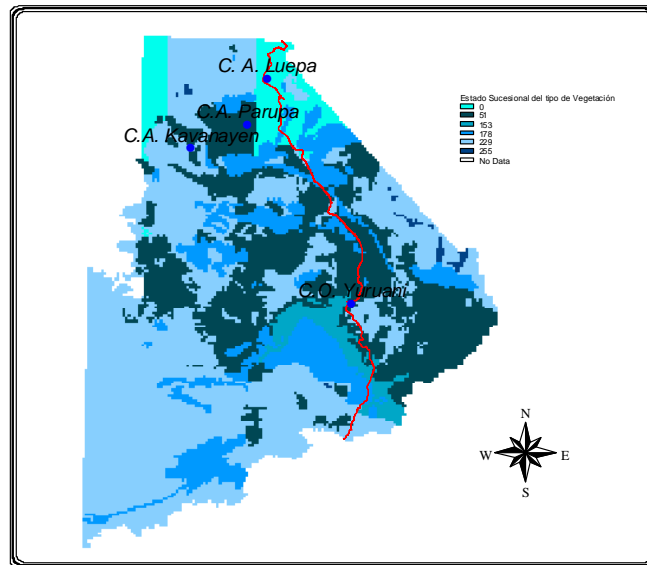 C. A. Luepa
C.A. Parupa
C.A. Kavanayen
C.O. Yuruani
Estado Sucesional del tipo de Vegetación
0
51
153
178
229
255
No Data
N
W
E
S